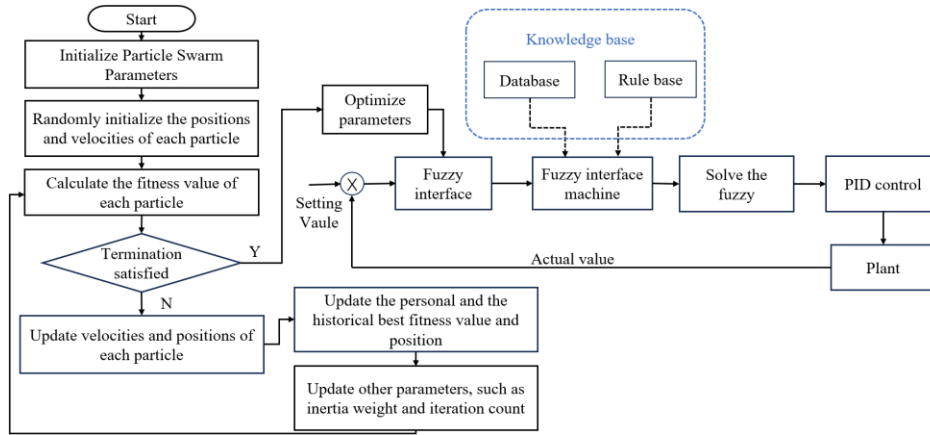 Start
Initialize Particle Swarm
Parameters
Randomly initialize the positions
and velocities of each particle
Calculate the fitness value of
each particle
Termination
satisfied
Y
N
Update velocities and positions of
each particle
Update the personal and the
historical best fitness value and
position
Update other parameters, such as
inertia weight and iteration count
Optimize
parameters
Knowledge base
Database
Rule base
Setting
Vaule
X
Fuzzy
interface
Fuzzy interface
machine
Solve the
fuzzy
PID control
Plant
Actual value